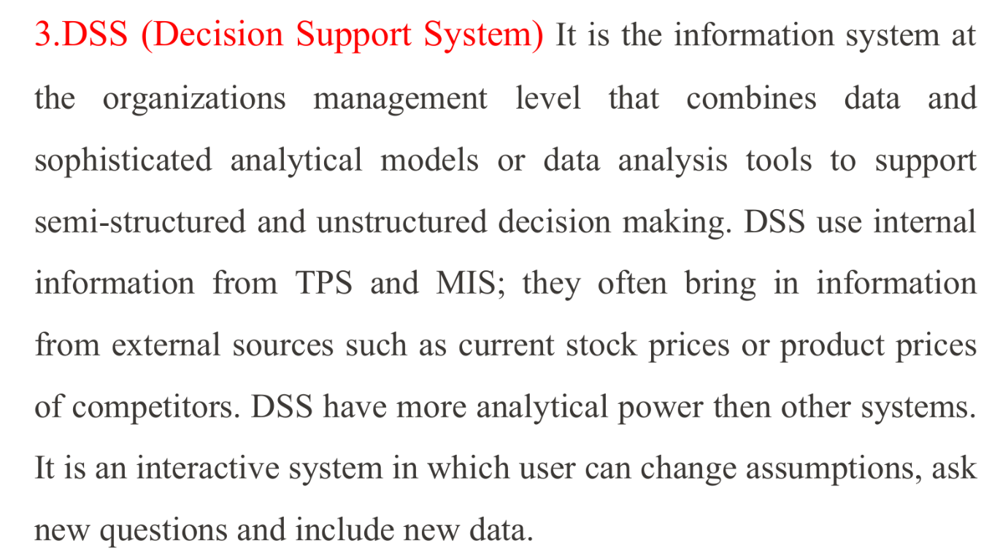 3.DSS (Decision Support System) It is the information system at
the organizations management level that combines data and
sophisticated analytical models or data analysis tools to support
semi-structured and unstructured decision making. DSS use internal
information from TPS and MIS; they often bring in information
from external sources such as current stock prices or product prices
of competitors. DSS have more analytical power then other systems.
It is an interactive system in which user can change assumptions, ask
new questions and include new data.